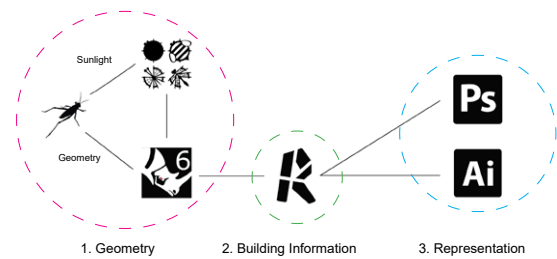 Sunlight
Geometry
6
R
Ps
Ai
1. Geometry
2. Building Information
3. Representation